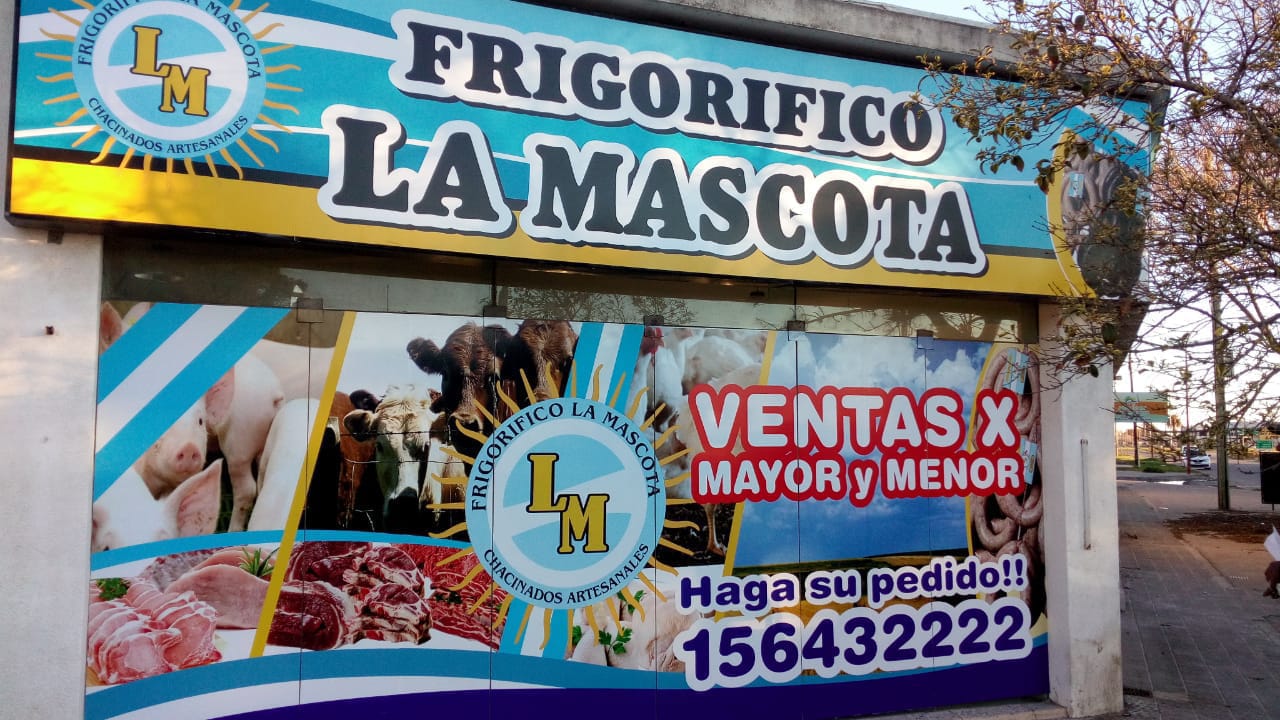 FRIGORIFICO LA MASCOTA
LM
CHACINADOS ARTESANALES
FRIGORIFICO
LA MASCOTA
FRIGORIFICO LA MASCOTA
LM
CHACINADOS ARTESANALES
VENTAS X
MAYOR y MENOR
Haga su pedido!!
156432222